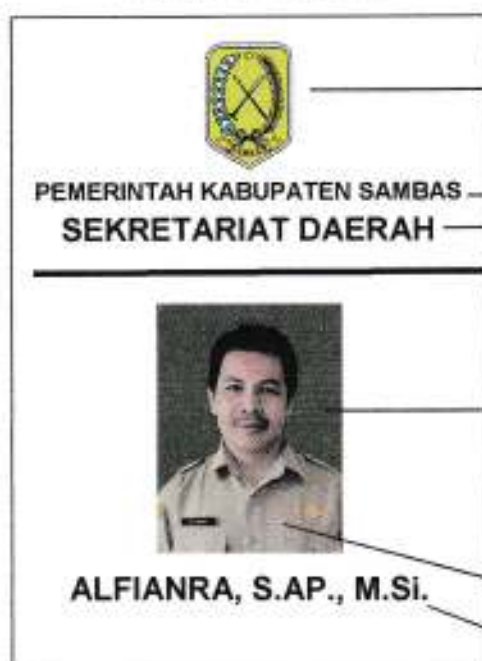 PEMERINTAH KABUPATEN SAMBAS
SEKRETARIAT DAERAH
ALFIANRA, S.AP., M.Si.